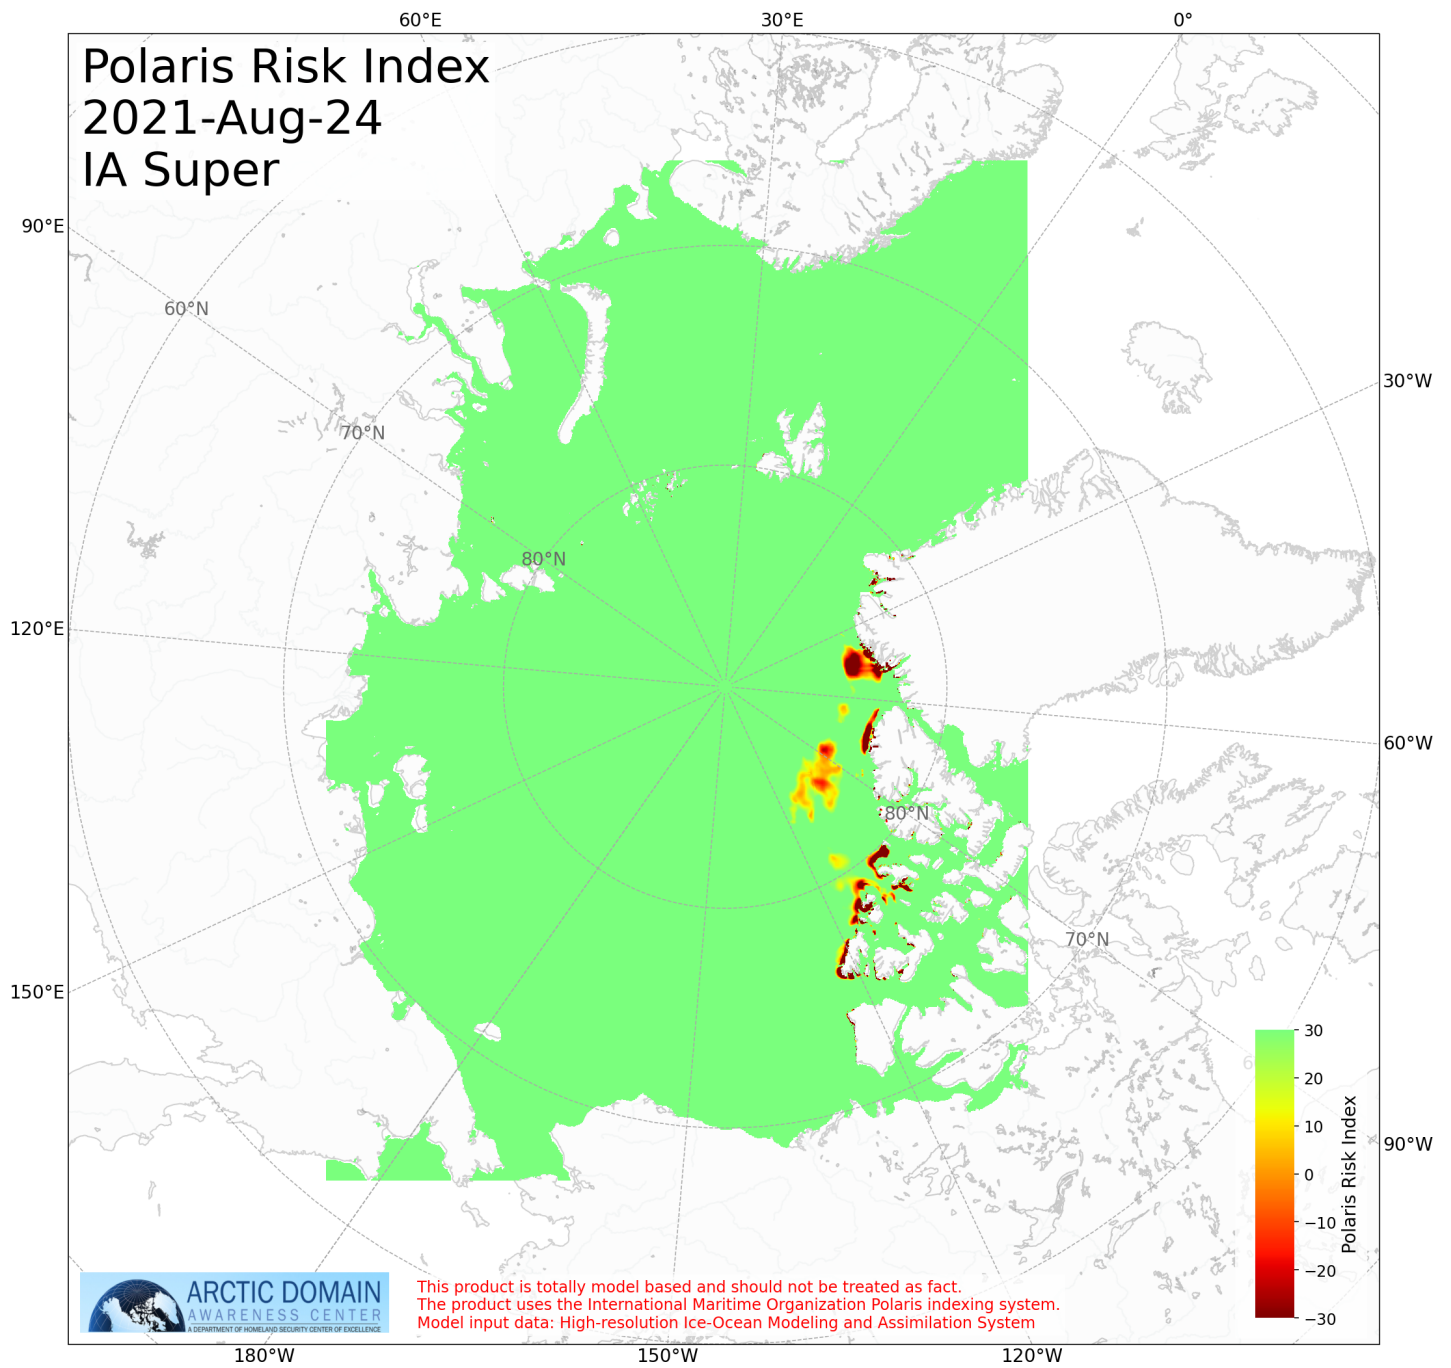 60°E
30°E
0°
Polaris Risk Index
2021-Aug-24
IA Super
90°E
60°N
30°W
70°N
80°N
120°E
60°W
80°N
70°N
150°E
30
20
10
0
−10
−20
−30
Polaris Risk Index
90°W
ARCTIC DOMAIN
AWARENESS CENTER
A DEPARTMENT OF HOMELAND SECURITY CENTER OF EXCELLENCE
This product is totally model based and should not be treated as fact.
The product uses the International Maritime Organization Polaris indexing system.
Model input data: High-resolution Ice-Ocean Modeling and Assimilation System
180°W
150°W
120°W